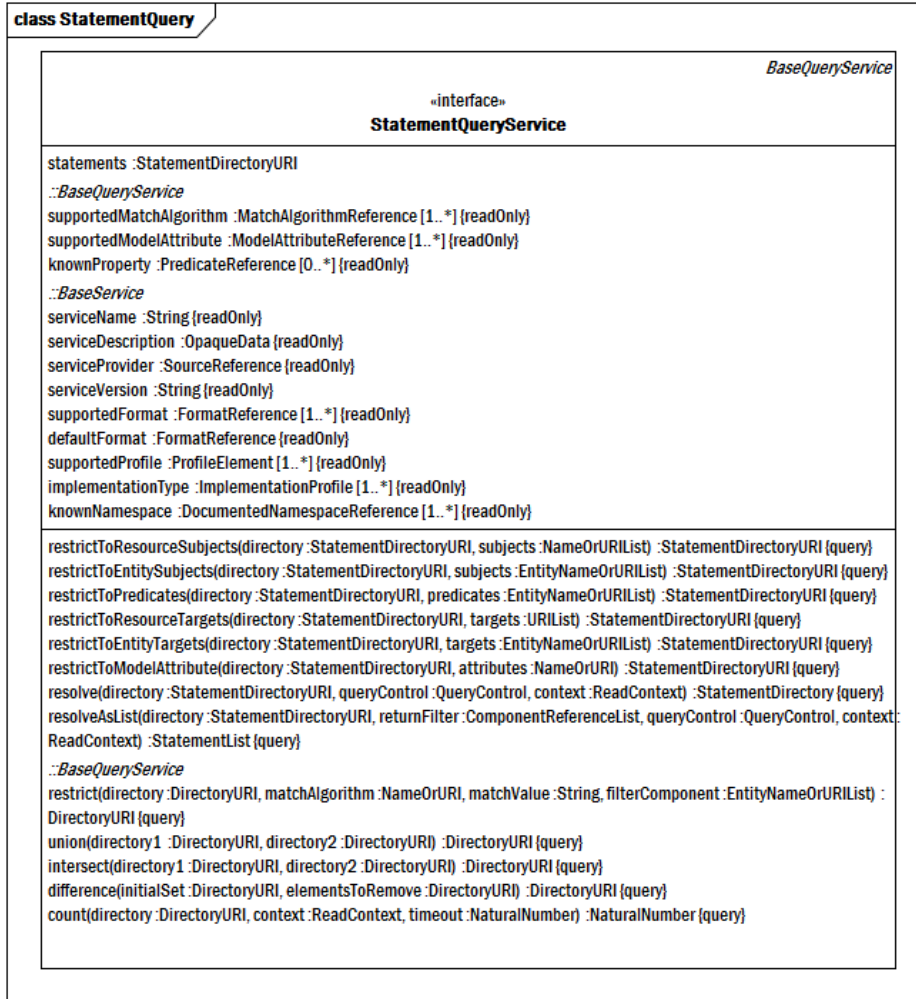 class StatementQuery
BaseQueryService
«interface»
StatementQueryService
statements :StatementDirectoryURI
::BaseQueryService
supportedMatchAlgorithm :MatchAlgorithmReference [1..*] {readOnly}
supportedModelAttribute :ModelAttributeReference [1..*] {readOnly}
knownProperty :PredicateReference [0..*] {readOnly}
::BaseService
serviceName :String {readOnly}
serviceDescription :OpaqueData {readOnly}
serviceProvider :SourceReference {readOnly}
serviceVersion :String {readOnly}
supportedFormat :FormatReference [1..*] {readOnly}
defaultFormat :FormatReference {readOnly}
supportedProfile :ProfileElement [1..*] {readOnly}
implementationType :ImplementationProfile [1..*] {readOnly}
knownNamespace :DocumentedNamespaceReference [1..*] {readOnly}
restrictToResourceSubjects(directory :StatementDirectoryURI, subjects :NameOrURIList) :StatementDirectoryURI {query}
restrictToEntitySubjects(directory :StatementDirectoryURI, subjects :EntityNameOrURIList) :StatementDirectoryURI {query}
restrictToPredicates(directory :StatementDirectoryURI, predicates :EntityNameOrURIList) :StatementDirectoryURI {query}
restrictToResourceTargets(directory :StatementDirectoryURI, targets :URIList) :StatementDirectoryURI {query}
restrictToEntityTargets(directory :StatementDirectoryURI, targets :EntityNameOrURIList) :StatementDirectoryURI {query}
restrictToModelAttribute(directory :StatementDirectoryURI, attributes :NameOrURI) :StatementDirectoryURI {query}
resolve(directory :StatementDirectoryURI, queryControl :QueryControl, context :ReadContext) :StatementDirectory {query}
resolveAsList(directory :StatementDirectoryURI, returnFilter :ComponentReferenceList, queryControl :QueryControl, context :
ReadContext) :StatementList {query}
::BaseQueryService
restrict(directory :DirectoryURI, matchAlgorithm :NameOrURI, matchValue :String, filterComponent :EntityNameOrURIList) :
DirectoryURI {query}
union(directory1 :DirectoryURI, directory2 :DirectoryURI) :DirectoryURI {query}
intersect(directory1 :DirectoryURI, directory2 :DirectoryURI) :DirectoryURI {query}
difference(initialSet :DirectoryURI, elementsToRemove :DirectoryURI) :DirectoryURI {query}
count(directory :DirectoryURI, context :ReadContext, timeout :NaturalNumber) :NaturalNumber {query}